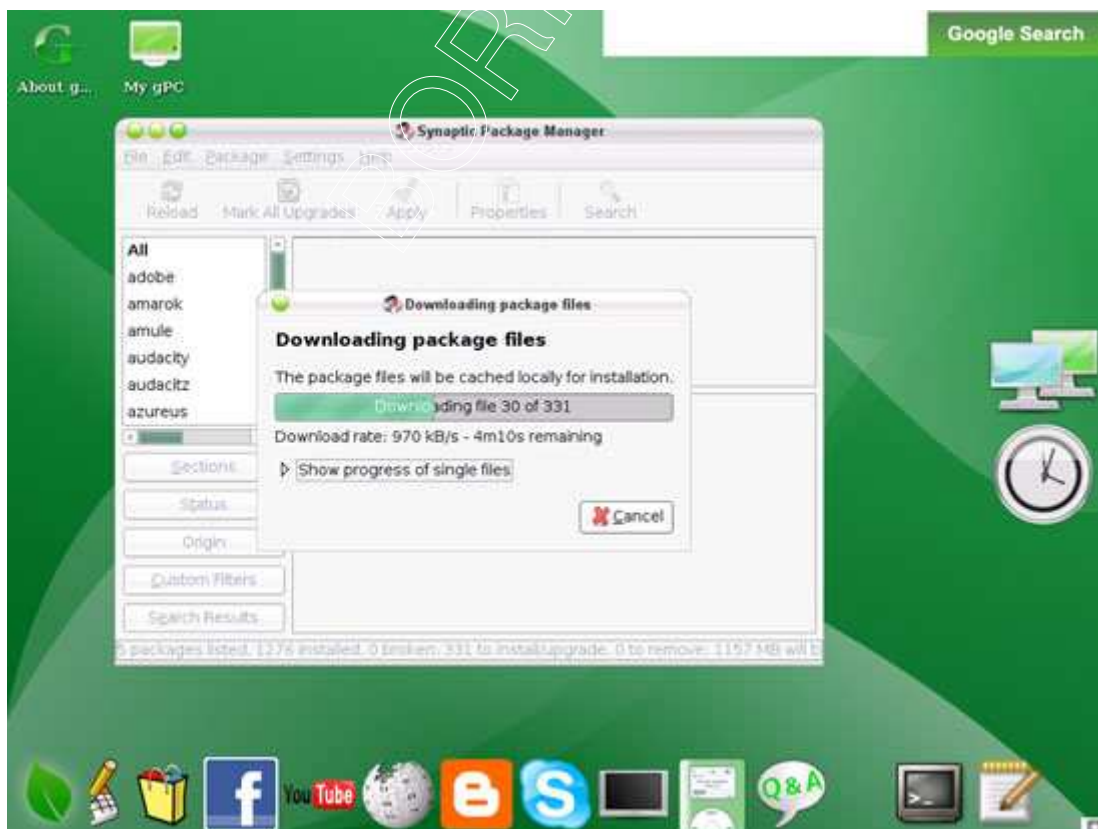 Google Search
About g...
My gPC
Synaptic Package Manager
File Edit Package Settings Help
Reload Mark All Upgrades Apply Properties Search
All
adobe
amarok
amule
audacity
audacitz
azureus
Downloading package files
Downloading package files
The package files will be cached locally for installation.
Downloading file 30 of 331
Download rate: 970 kB/s - 4m10s remaining
Show progress of single files
Cancel
Sections
Status
Origin
Custom Filters
Search Results
5 packages listed, 1276 installed, 0 broken. 331 to install/upgrade, 0 to remove; 1157 MB will b
f
You Tube
B
S
Q&A
>_